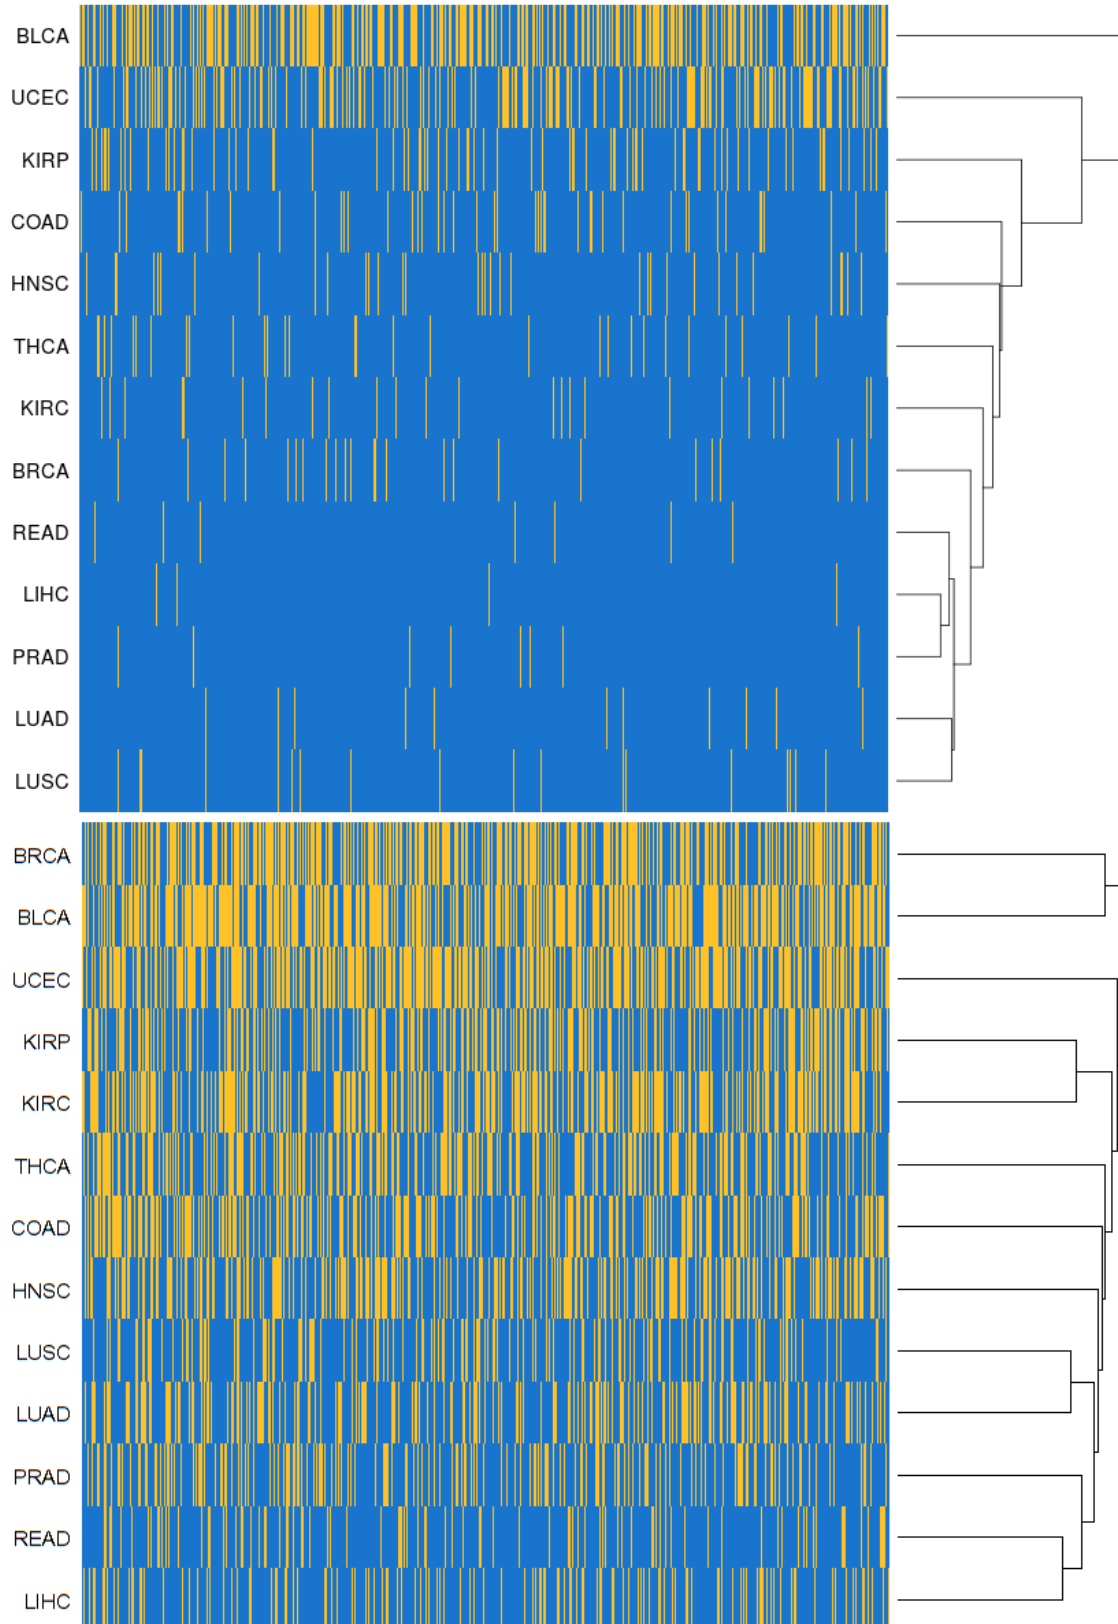 BLCA
UCEC
KIRP
COAD
HNSC
THCA
KIRC
BRCA
READ
LIHC
PRAD
LUAD
LUSC
BRCA
BLCA
UCEC
KIRP
KIRC
THCA
COAD
HNSC
LUSC
LUAD
PRAD
READ
LIHC